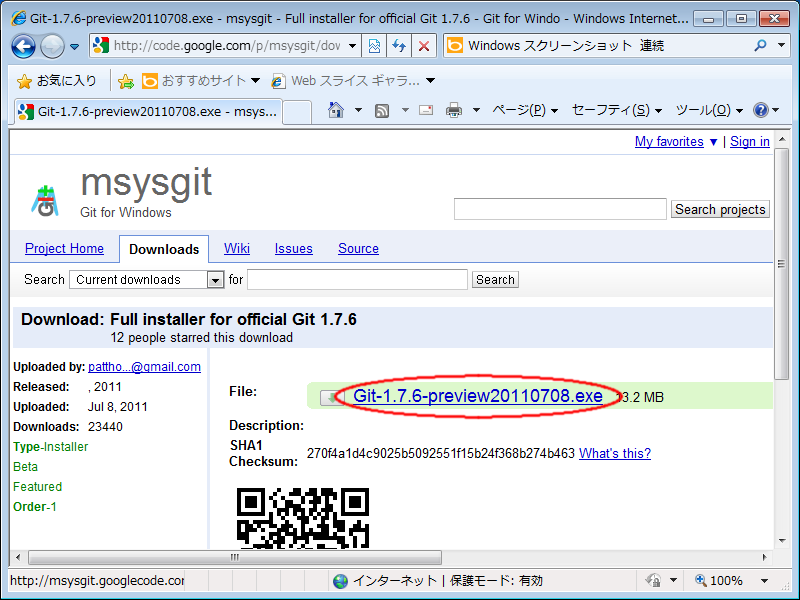 Git-1.7.6-preview20110708.exe - msysgit - Full installer for official Git 1.7.6 - Git for Windo - Windows Internet...
http://code.google.com/p/msysgit/dow
Windows スクリーンショット 連続
お気に入り
おすすめサイト
Web スライス ギャラ...
Git-1.7.6-preview20110708.exe - msys...
ページ(P)
セーフティ(S)
ツール(O)
My favorites ▼ | Sign in
msysgit
Git for Windows
Search projects
Project Home
Downloads
Wiki
Issues
Source
Search
Current downloads
for
Search
Download: Full installer for official Git 1.7.6
12 people starred this download
Uploaded by: pattho...@gmail.com
Released: , 2011
Uploaded: Jul 8, 2011
Downloads: 23440
Type-Installer
Beta
Featured
Order-1
File:
Git-1.7.6-preview20110708.exe
13.2 MB
Description:
SHA1
Checksum:
270f4a1d4c9025b5092551f15b24f368b274b463 What's this?
http://msysgit.googlecode.com
インターネット | 保護モード: 有効
100%